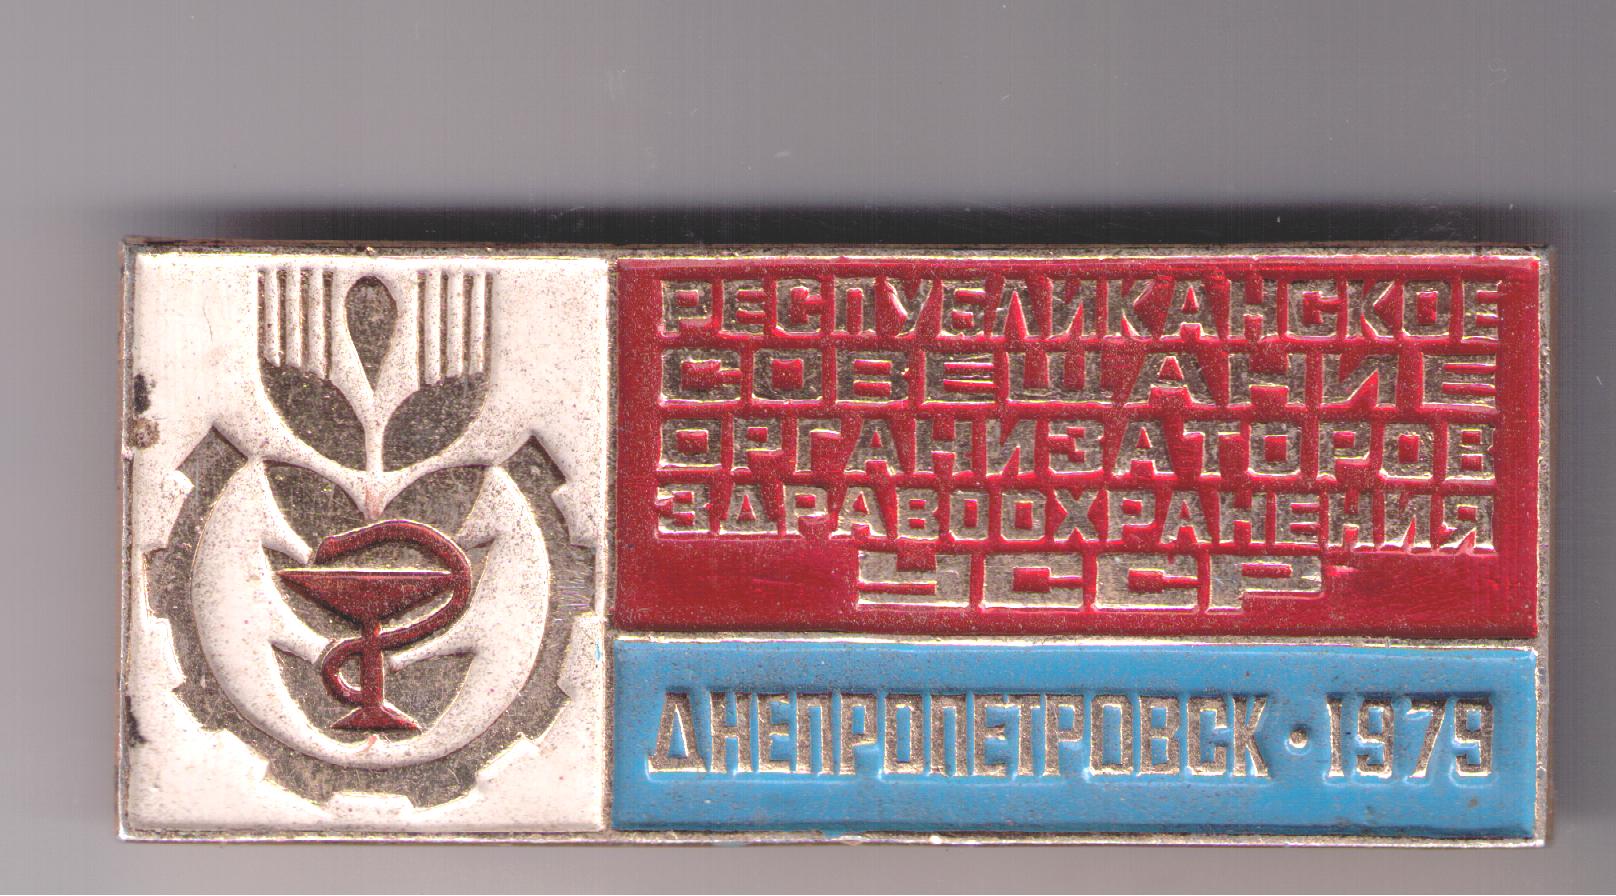 РЕСПУБЛИКАНСКОЕ
СОВЕЩАНИЕ
ОРГАНИЗАТОРОВ
ЗДРАВООХРАНЕНИЯ
УССР
ДНЕПРОПЕТРОВСК · 1979